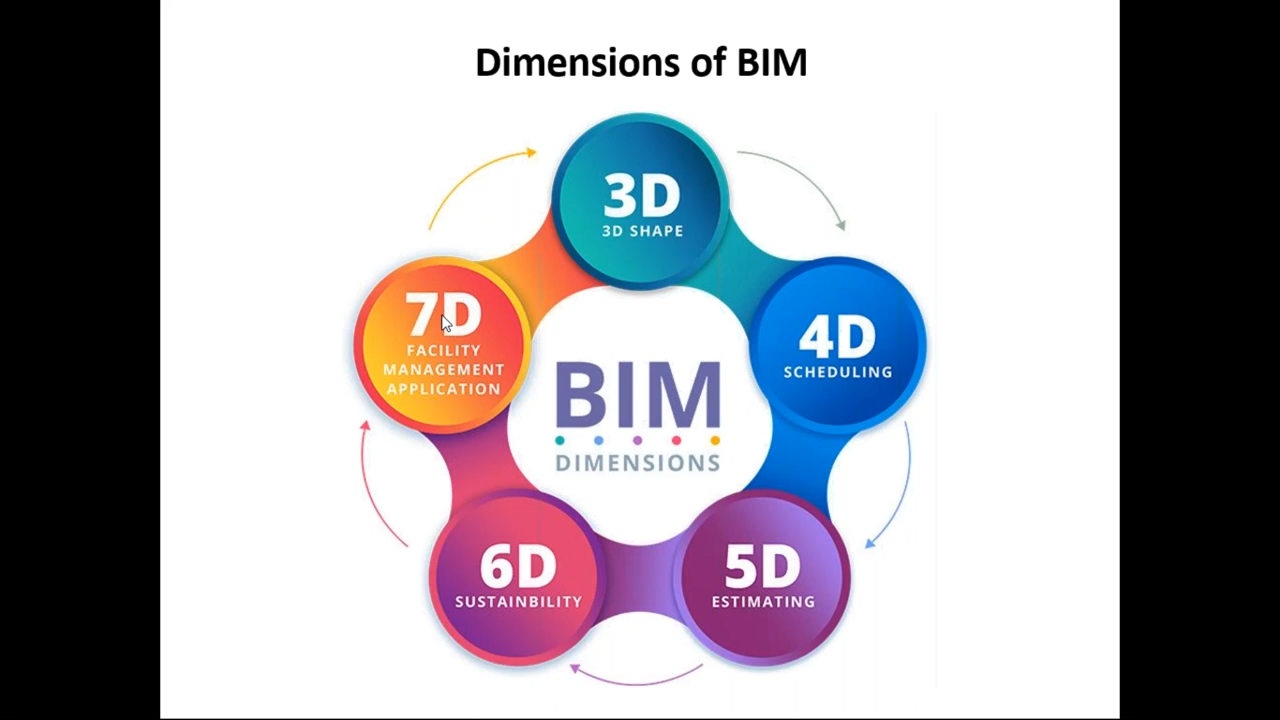 Dimensions of BIM
3D
3D SHAPE
4D
SCHEDULING
5D
ESTIMATING
6D
SUSTAINBILITY
7D
FACILITY
MANAGEMENT
APPLICATION
BIM
DIMENSIONS